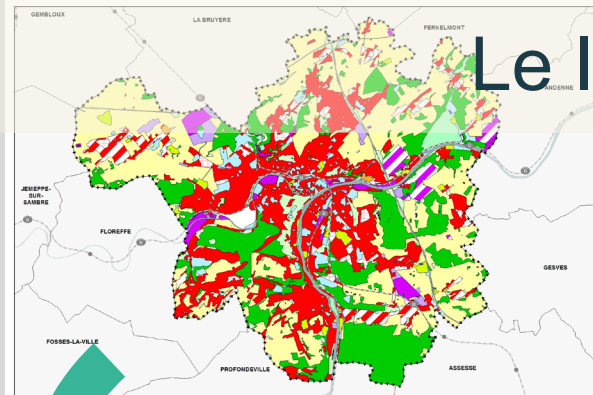 GEMBLOUX
LA BRUYERE
FERNELMONT
Le l
ANDENNE
JEMEPPE-
SUR-
SAMBRE
FLOREFFE
GESVES
FOSSES-LA-VILLE
PROFONDEVILLE
ASSESSE